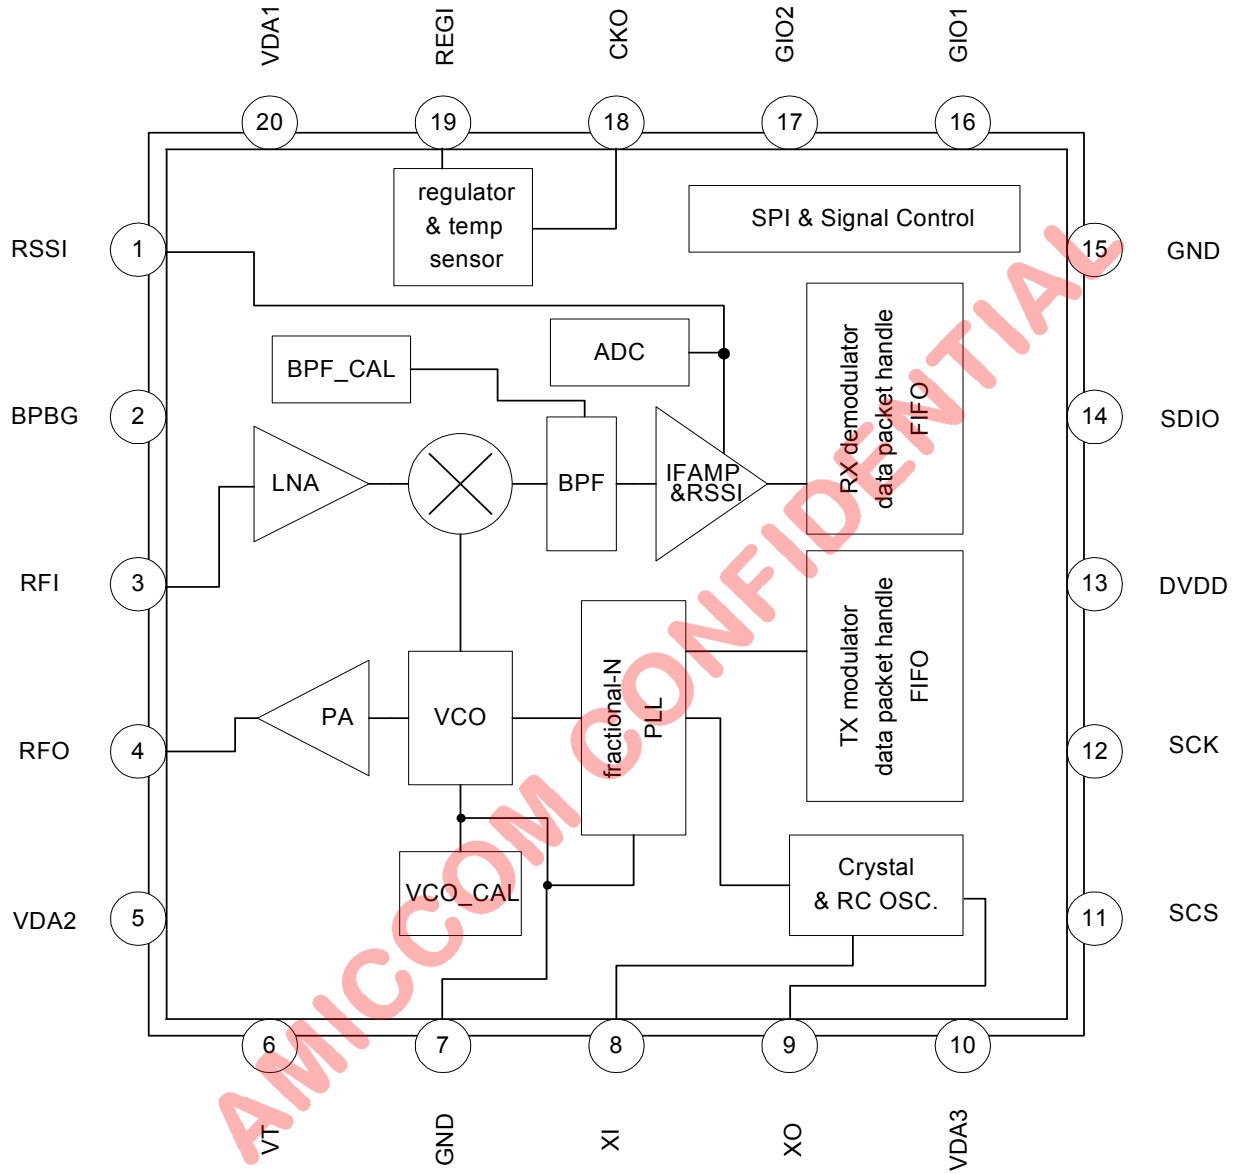 VDA1
REGI
CKO
GIO2
GIO1
20
19
18
17
16
regulator
& temp
sensor
SPI & Signal Control
RSSI
1
15
GND
ADC
BPF_CAL
RX demodulator
data packet handle
FIFO
BPBG
2
14
SDIO
LNA
BPF
IFAMP
&RSSI
RFI
3
13
DVDD
TX modulator
data packet handle
FIFO
fractional-N
PLL
PA
VCO
RFO
4
12
SCK
VCO_CAL
Crystal
& RC OSC.
VDA2
5
11
SCS
6
7
8
9
10
VT
GND
XI
XO
VDA3
AMICCOM CONFIDENTIAL